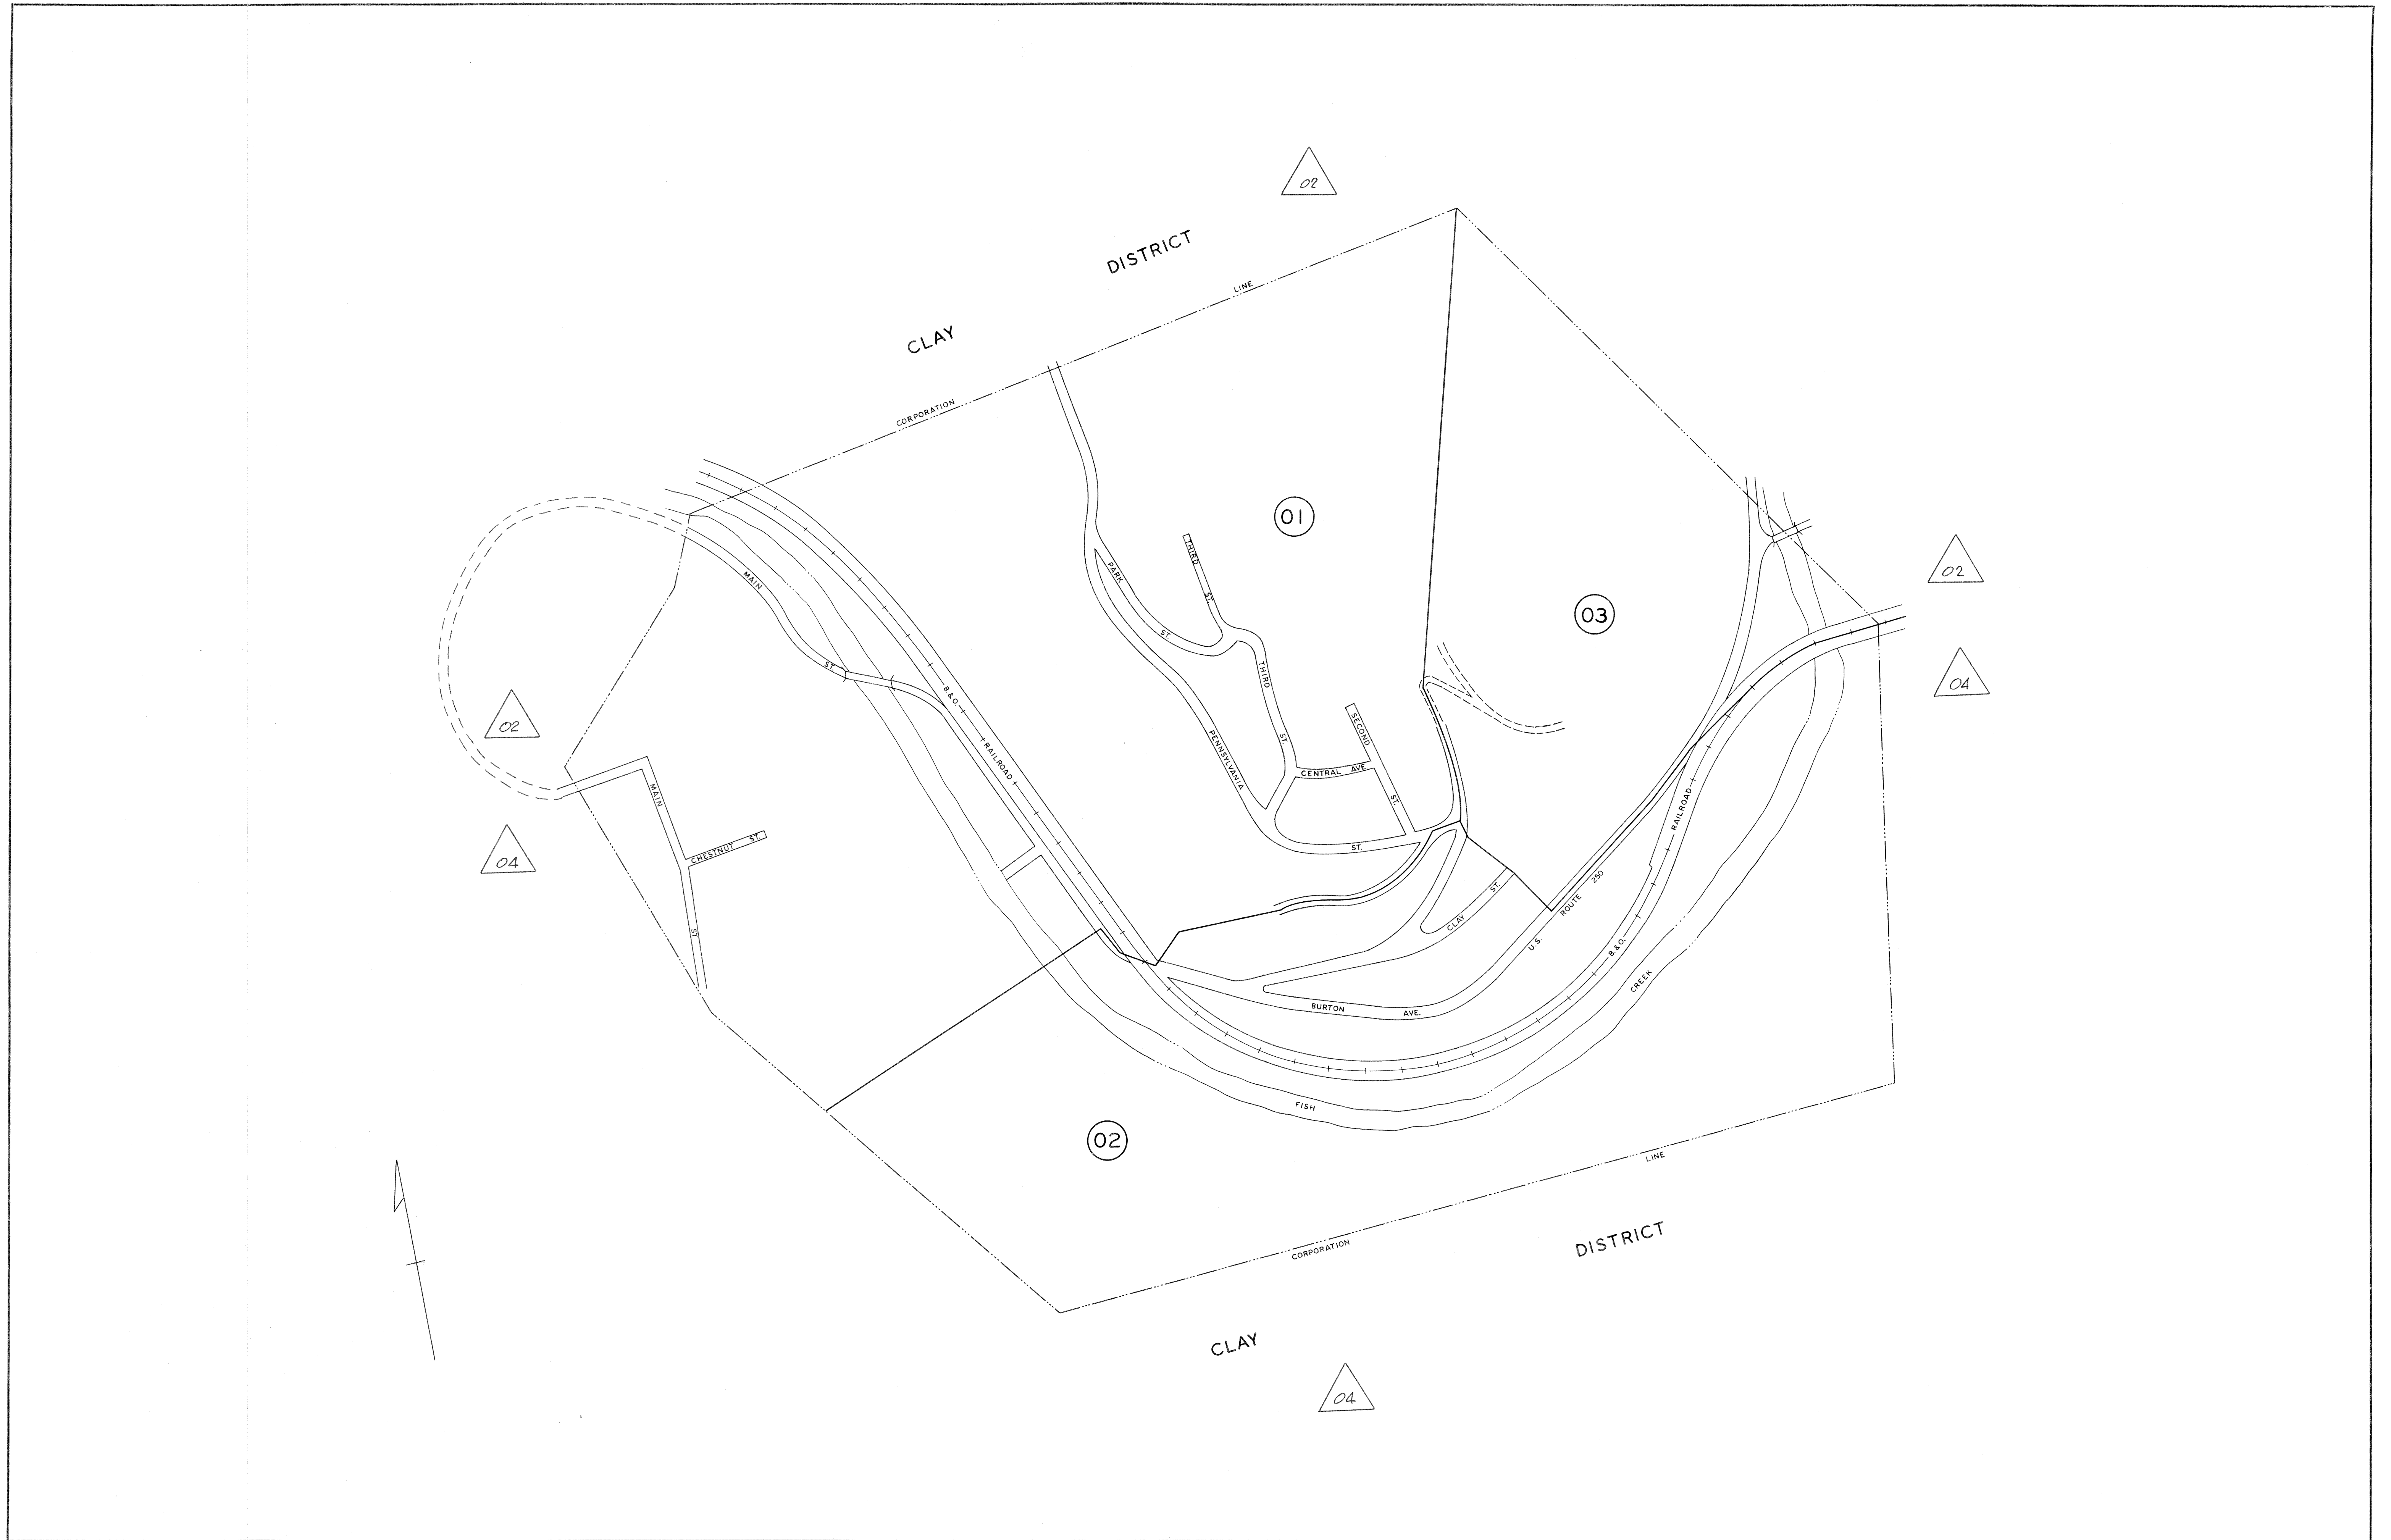 02
DISTRICT
LINE
CLAY
CORPORATION
01
THIRD ST.
PARK ST.
MAIN ST.
02
03
THIRD ST.
B.&O. RAILROAD
04
02
SECOND ST.
PENNSYLVANIA ST.
CENTRAL AVE.
MAIN ST
RAILROAD
CHESTNUT ST.
04
ST.
250
CLAY ST.
ROUTE
U.S.
B.&O.
CREEK
BURTON AVE.
FISH
02
LINE
DISTRICT
CORPORATION
CLAY
04